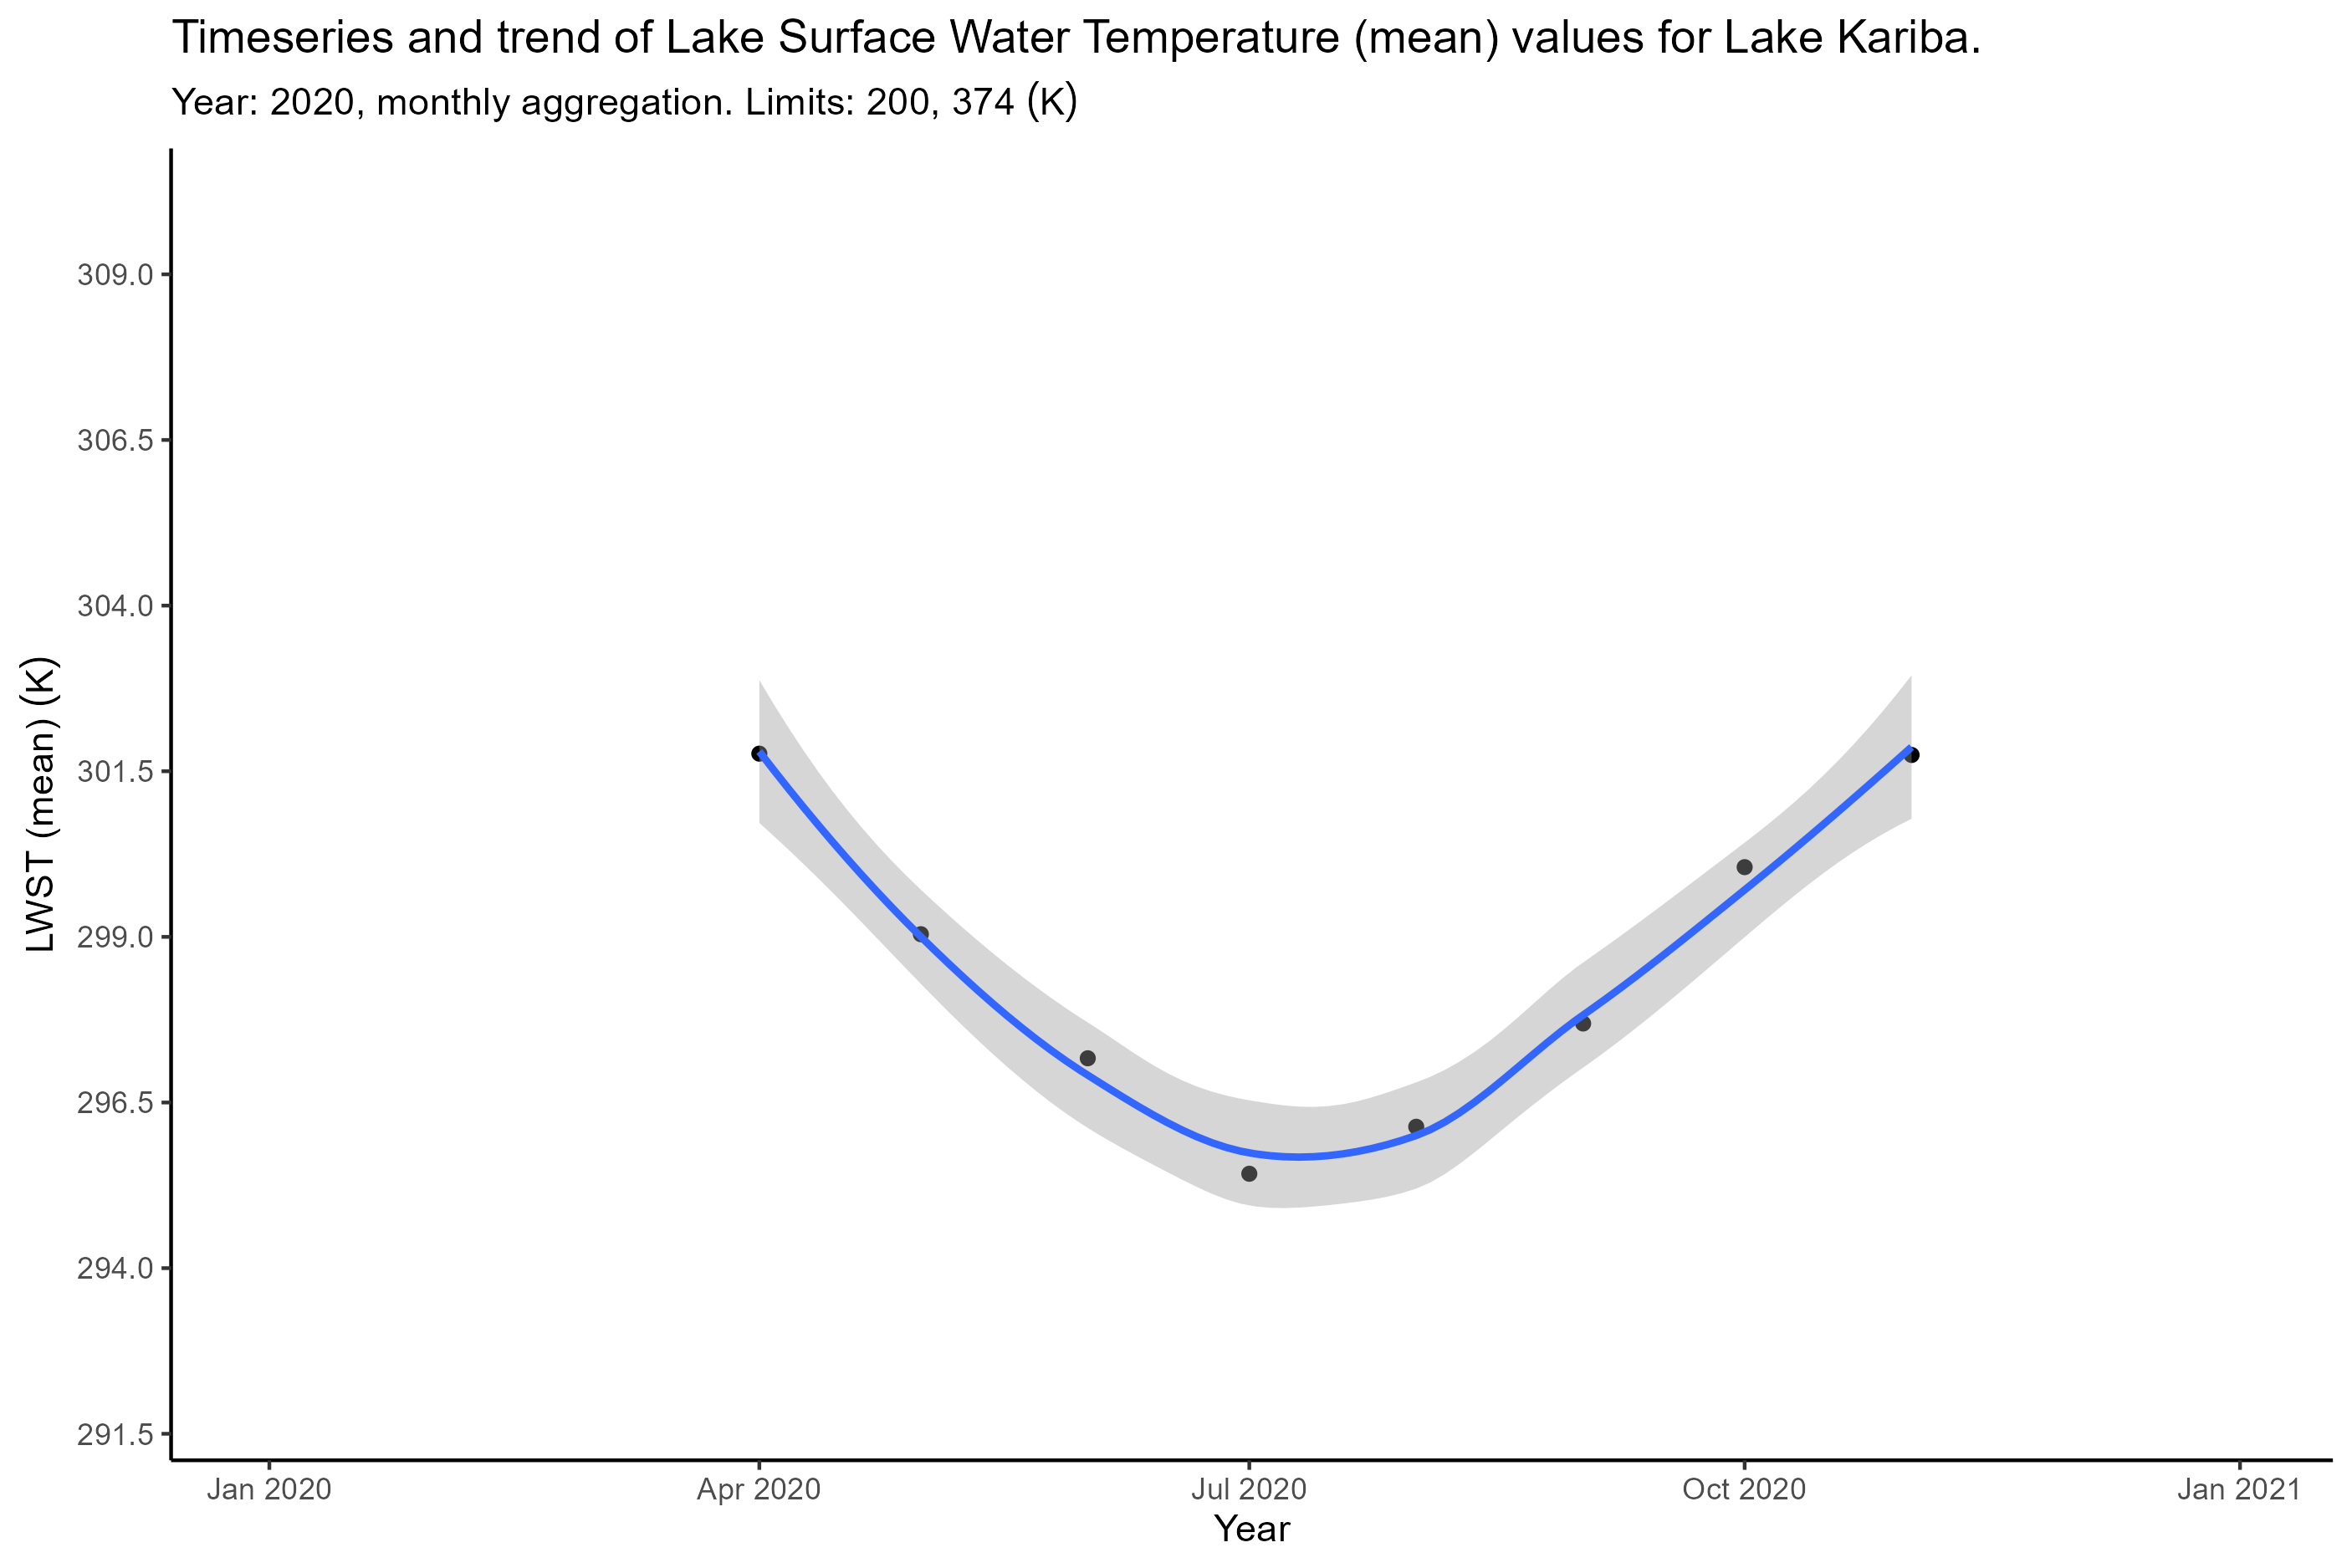 Timeseries and trend of Lake Surface Water Temperature (mean) values for Lake Kariba.
Year: 2020, monthly aggregation. Limits: 200, 374 (K)
LWST (mean) (K)
309.0
306.5
304.0
301.5
299.0
296.5
294.0
291.5
Jan 2020 Apr 2020 Jul 2020 Oct 2020 Jan 2021
Year